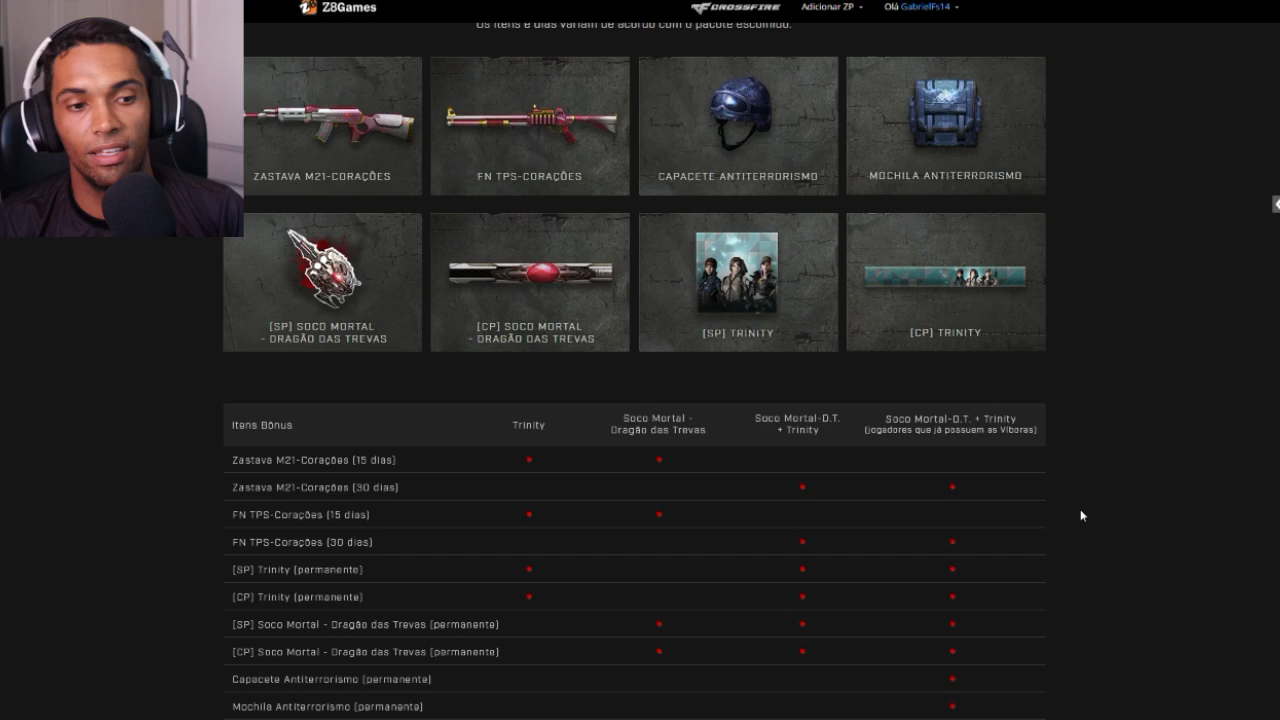 Z8Games
CROSSFIRE
Adicionar ZP
Olá GabrielFs14
Os itens e dias variam de acordo com o pacote escolhido.
ZASTAVA M21-CORAÇÕES
FN TPS-CORAÇÕES
CAPACETE ANTITERRORISMO
MOCHILA ANTITERRORISMO
[SP] SOCO MORTAL
- DRAGÃO DAS TREVAS
[CP] SOCO MORTAL
- DRAGÃO DAS TREVAS
[SP] TRINITY
[CP] TRINITY
Itens Bônus
Trinity
Soco Mortal -
Dragão das Trevas
Soco Mortal-D.T.
+ Trinity
Soco Mortal-D.T. + Trinity
(jogadores que já possuem as Víboras)
Zastava M21-Corações (15 dias)
Zastava M21-Corações (30 dias)
FN TPS-Corações (15 dias)
FN TPS-Corações (30 dias)
[SP] Trinity (permanente)
[CP] Trinity (permanente)
[SP] Soco Mortal - Dragão das Trevas (permanente)
[CP] Soco Mortal - Dragão das Trevas (permanente)
Capacete Antiterrorismo (permanente)
Mochila Antiterrorismo (permanente)